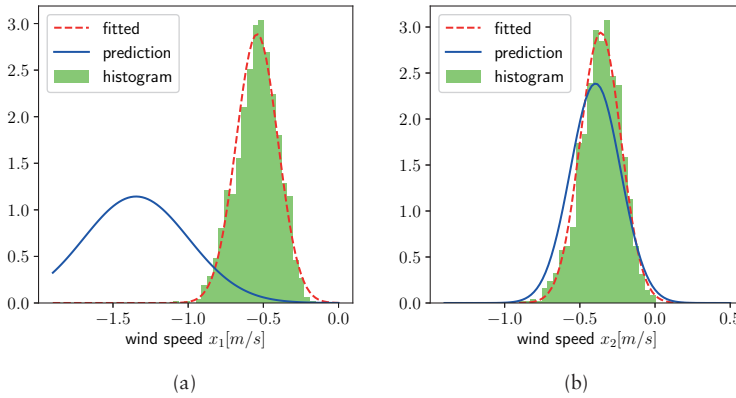 3.0
2.5
2.0
1.5
1.0
0.5
0.0
−1.5 −1.0 −0.5 0.0
fitted
prediction
histogram
wind speed x₁[m/s]
(a)
3.0
2.5
2.0
1.5
1.0
0.5
0.0
−1.0 −0.5 0.0 0.5
fitted
prediction
histogram
wind speed x₂[m/s]
(b)